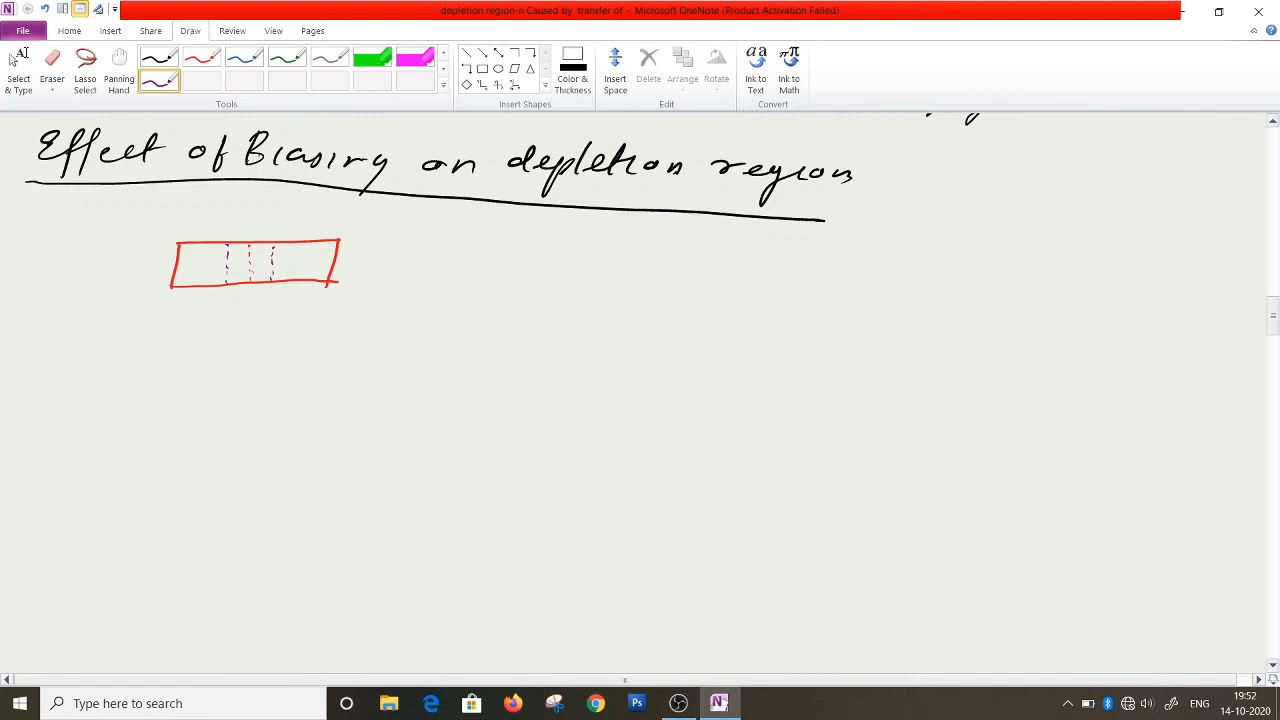 depletion region-n Caused by transfer of - Microsoft OneNote (Product Activation Failed)
File Home Insert Share Draw Review View Pages
Select & Type Eraser Lasso Select Panning Hand Color & Thickness Insert Space Delete Arrange Rotate Ink to Text Ink to Math
Tools Insert Shapes Edit Convert
Effect of Biasing on depletion region
Type here to search
ENG 19:52 14-10-2020